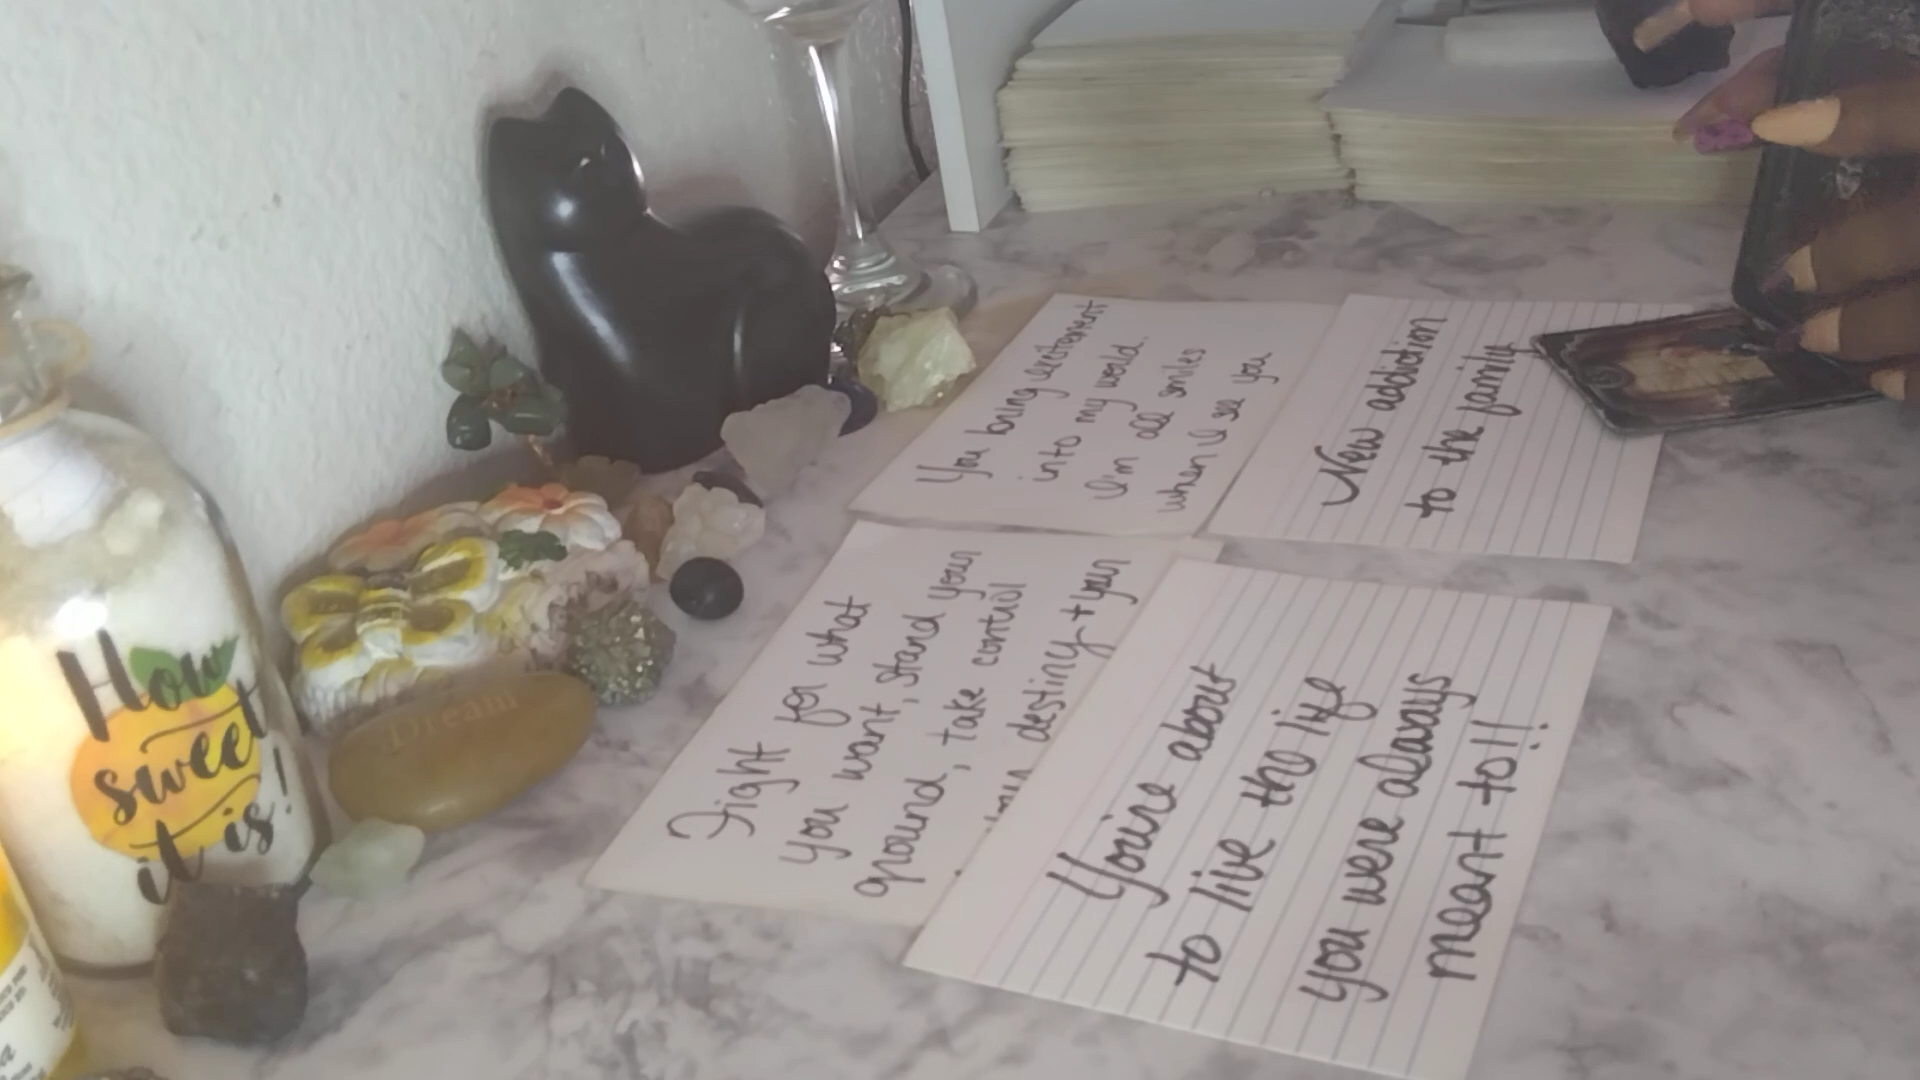 You bring excitement
into my world.
I'm all smiles
when I see you
New addiction
to the family
Fight for what
you want, stand your
ground, take control
destiny + your
You're about
to live the life
you were always
meant to!!
How
sweet
it is!
Dream